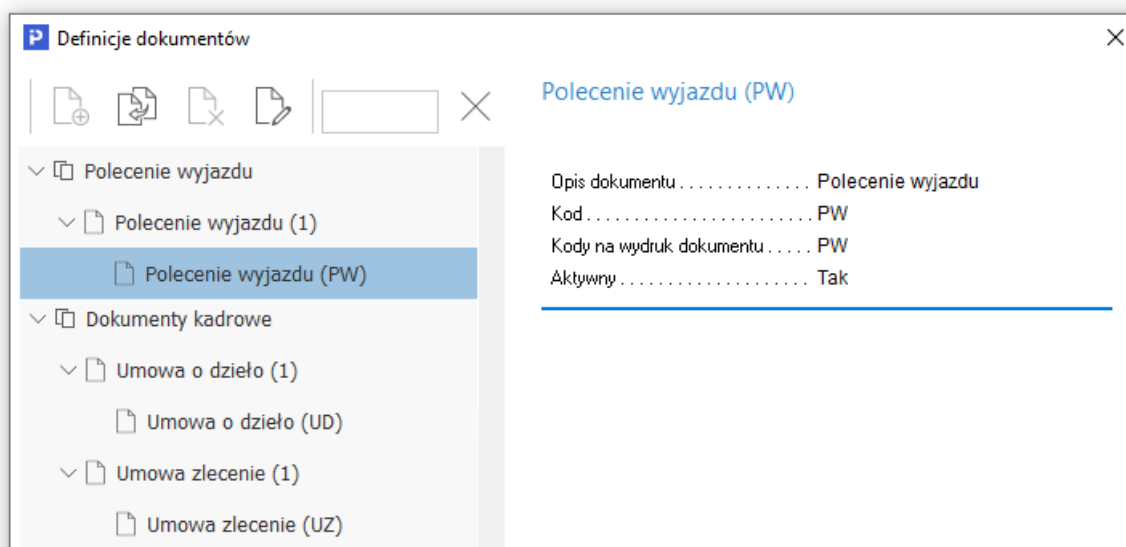 Definicje dokumentów
Polecenie wyjazdu
Polecenie wyjazdu (1)
Polecenie wyjazdu (PW)
Dokumenty kadrowe
Umowa o dzieło (1)
Umowa o dzieło (UD)
Umowa zlecenie (1)
Umowa zlecenie (UZ)
Polecenie wyjazdu (PW)
Opis dokumentu . . . . . . . . . . . . . . Polecenie wyjazdu
Kod . . . . . . . . . . . . . . . . . . . . . . . . PW
Kody na wydruk dokumentu . . . . . PW
Aktywny . . . . . . . . . . . . . . . . . . . . Tak